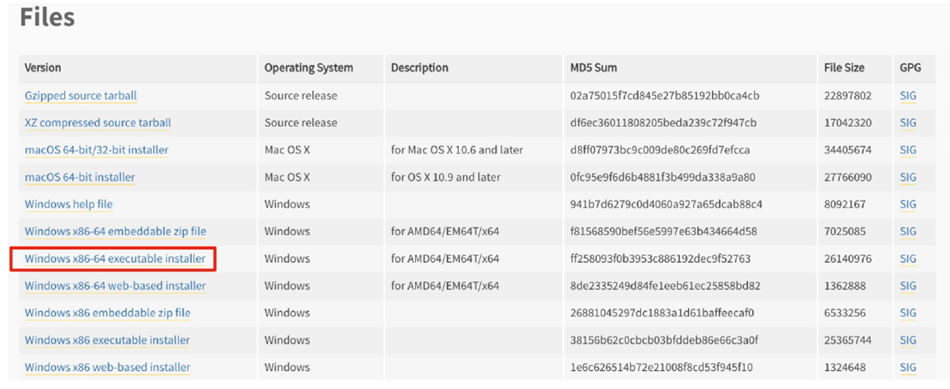 Files
Version Operating System Description MD5 Sum File Size GPG
Gzipped source tarball Source release 02a75015f7cd845e27b85192bb0ca4cb 22897802 SIG
XZ compressed source tarball Source release df6ec36011808205beda239c72f947cb 17042320 SIG
macOS 64-bit/32-bit installer Mac OS X for Mac OS X 10.6 and later d8ff07973bc9c009de80c269fd7efcca 34405674 SIG
macOS 64-bit installer Mac OS X for OS X 10.9 and later 0fc95e9f6d6b4881f3b499da338a9a80 27766090 SIG
Windows help file Windows 941b7d6279c0d4060a927a65dcab88c4 8092167 SIG
Windows x86-64 embeddable zip file Windows for AMD64/EM64T/x64 f81568590bef56e5997e63b434664d58 7025085 SIG
Windows x86-64 executable installer Windows for AMD64/EM64T/x64 ff258093f0b3953c886192dec9f52763 26140976 SIG
Windows x86-64 web-based installer Windows for AMD64/EM64T/x64 8de2335249d84fe1eeb61ec25858bd82 1362888 SIG
Windows x86 embeddable zip file Windows 26881045297dc1883a1d61baffeecaf0 6533256 SIG
Windows x86 executable installer Windows 38156b62c0cbcb03bfddeb86e66c3a0f 25365744 SIG
Windows x86 web-based installer Windows 1e6c626514b72e21008f8cd53f945f10 1324648 SIG